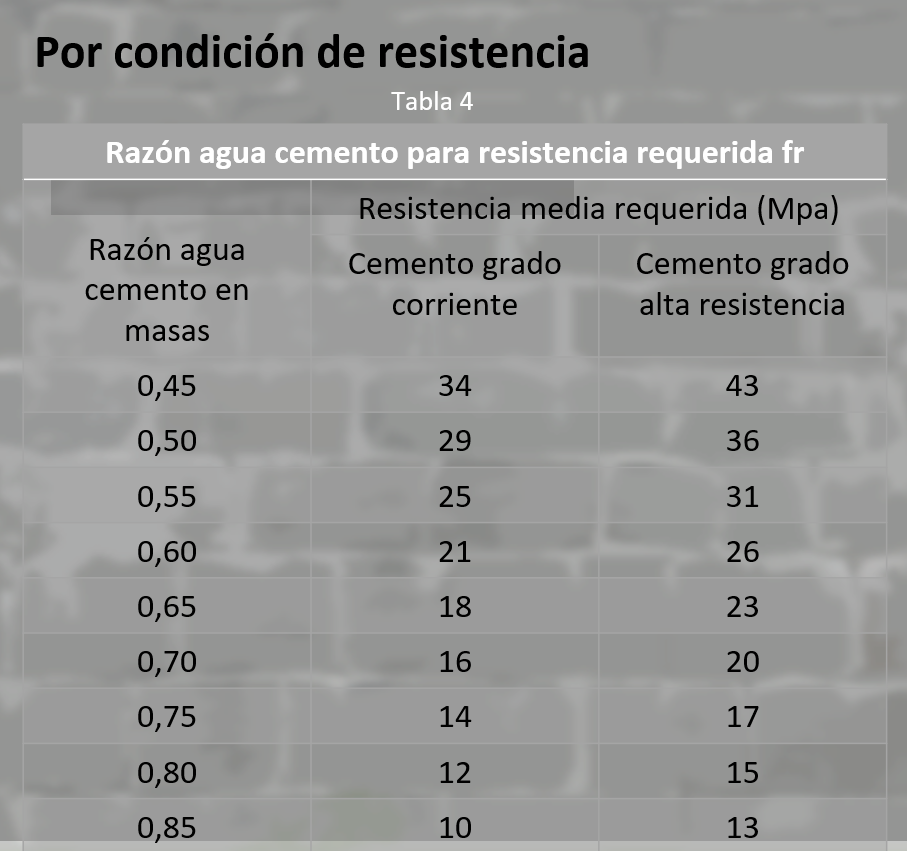 Por condición de resistencia
Tabla 4
Razón agua cemento para resistencia requerida fr
Resistencia media requerida (Mpa)
Razón agua
cemento en
masas
Cemento grado
corriente
Cemento grado
alta resistencia
0,45 34 43
0,50 29 36
0,55 25 31
0,60 21 26
0,65 18 23
0,70 16 20
0,75 14 17
0,80 12 15
0,85 10 13